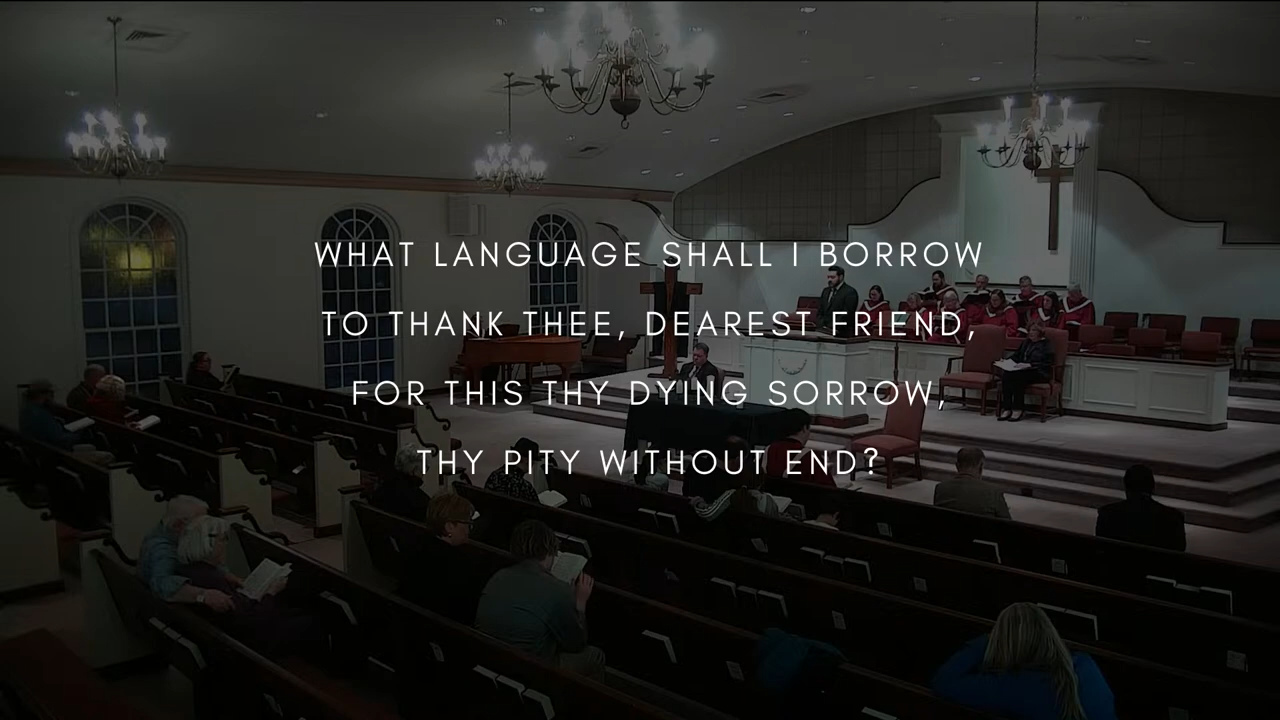 WHAT LANGUAGE SHALL I BORROW
TO THANK THEE, DEAREST FRIEND,
FOR THIS THY DYING SORROW,
THY PITY WITHOUT END?